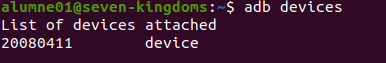 alumne01@seven-kingdoms:~$ adb devices
List of devices attached
20080411	device